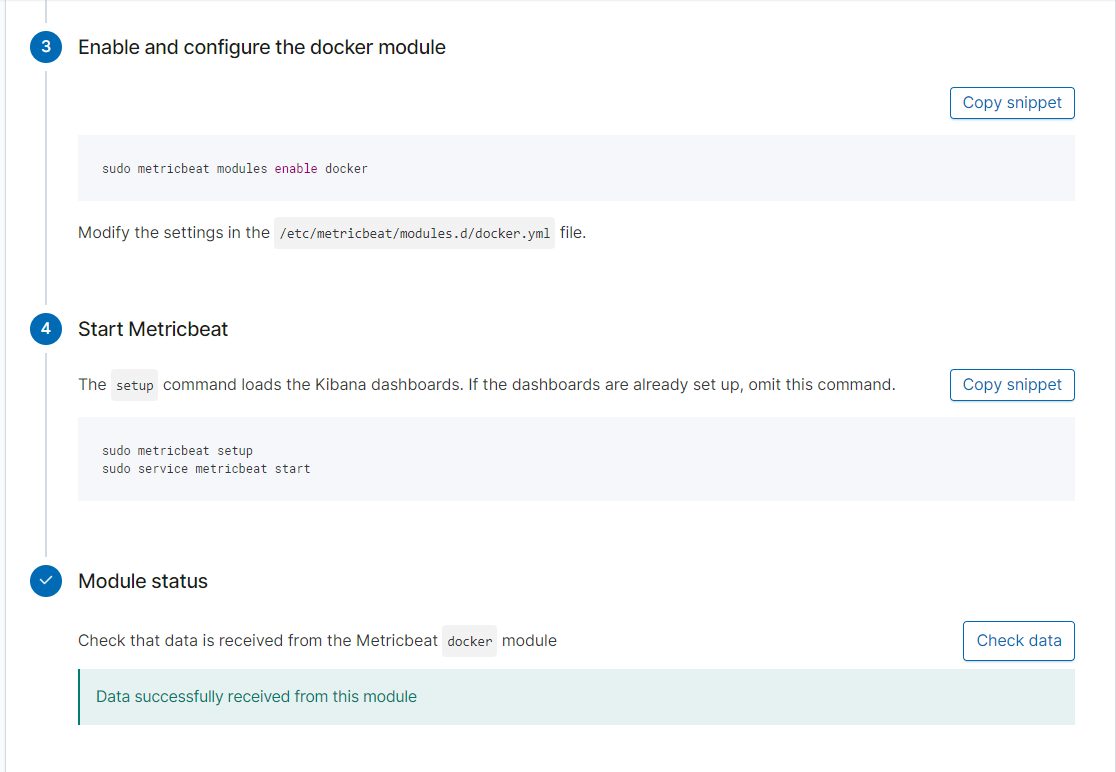 3 Enable and configure the docker module
Copy snippet
sudo metricbeat modules enable docker
Modify the settings in the /etc/metricbeat/modules.d/docker.yml file.
4 Start Metricbeat
The setup command loads the Kibana dashboards. If the dashboards are already set up, omit this command.
Copy snippet
sudo metricbeat setup
sudo service metricbeat start
Module status
Check that data is received from the Metricbeat docker module
Check data
Data successfully received from this module